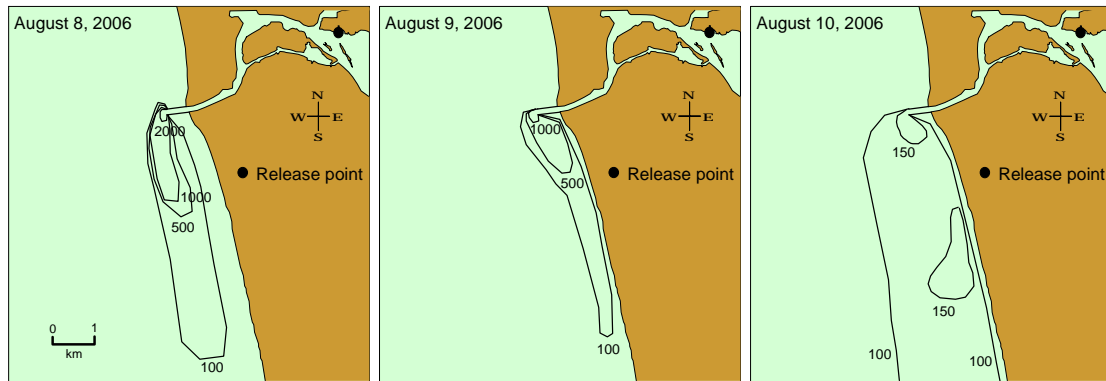 August 8, 2006
N
W E
S
2000
Release point
1000
500
0 1
km
100
August 9, 2006
N
W E
S
1000
Release point
500
100
August 10, 2006
N
W E
S
150
Release point
150
100
100